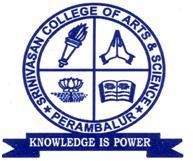 SRINIVASAN COLLEGE OF ARTS & SCIENCE
PERAMBALUR
KNOWLEDGE IS POWER